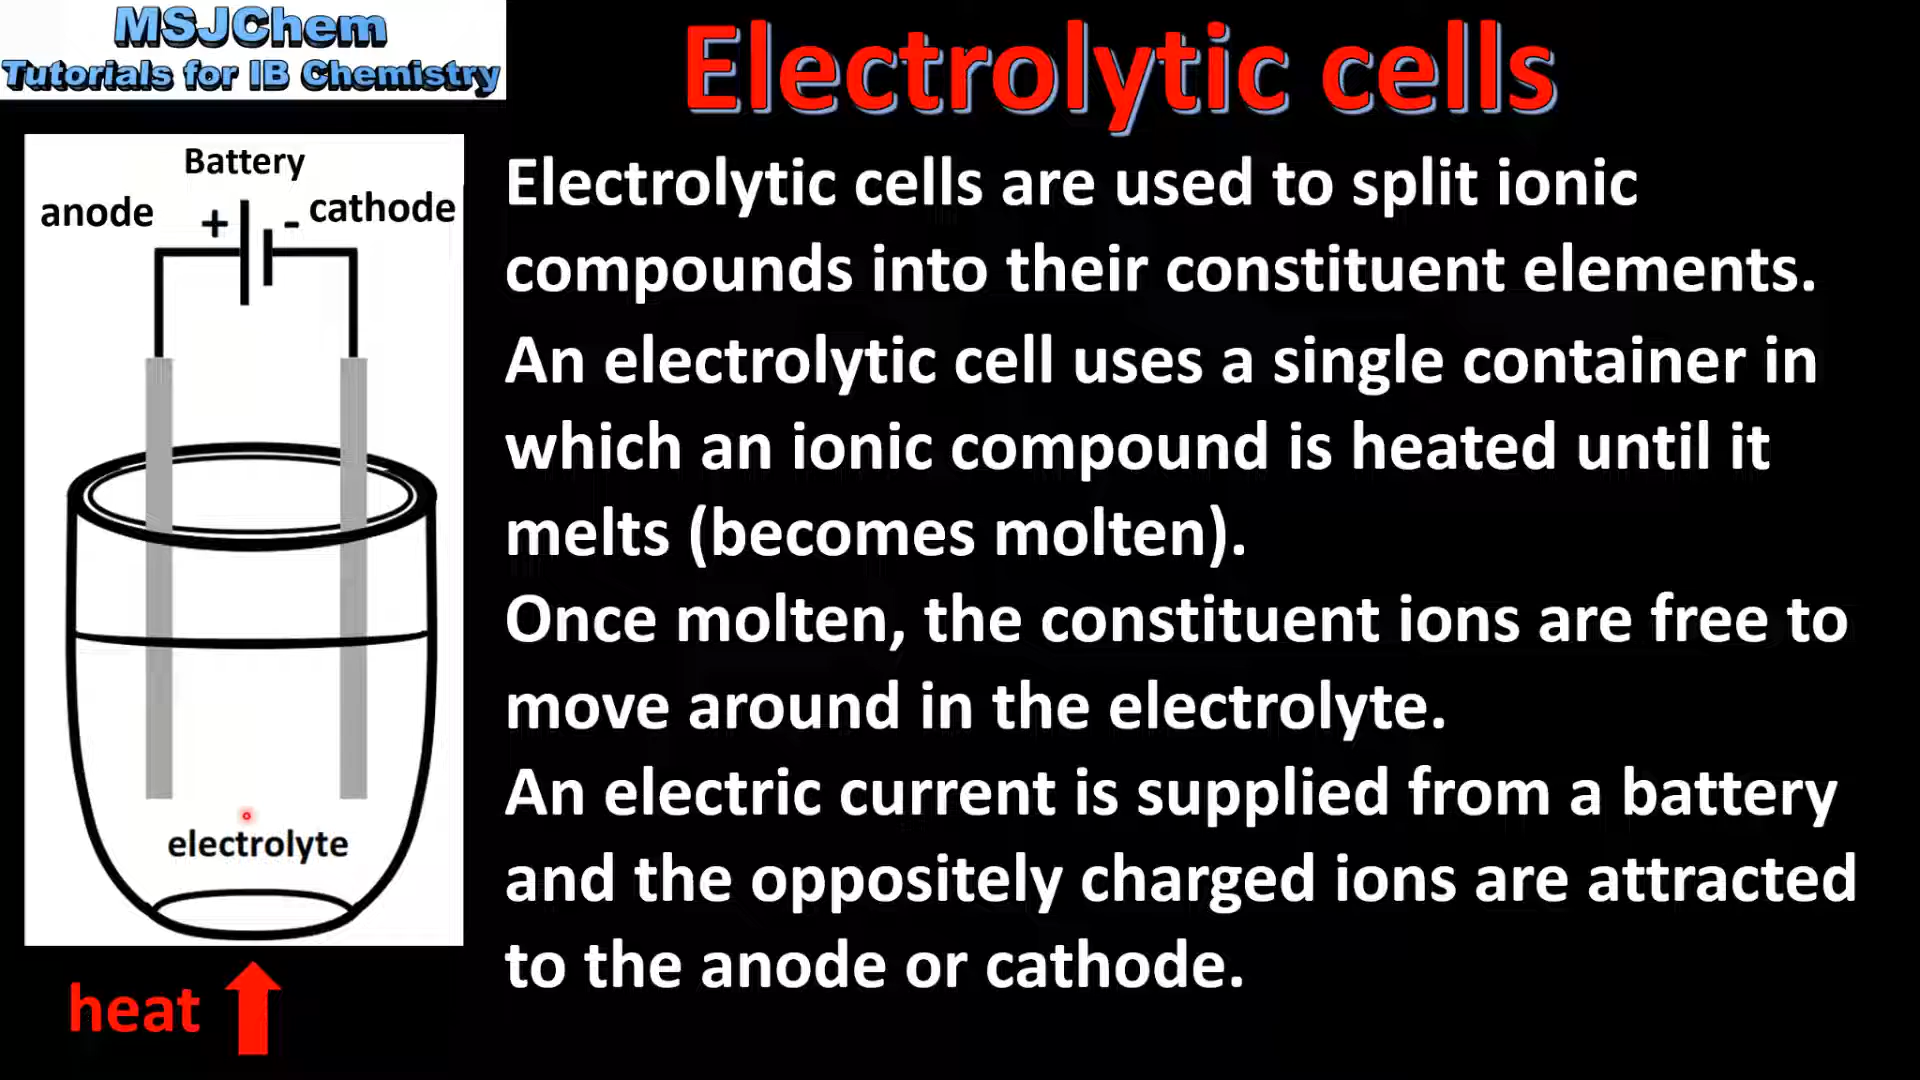 MSJChem
Tutorials for IB Chemistry
Electrolytic cells
Battery
anode + - cathode
electrolyte
heat
Electrolytic cells are used to split ionic
compounds into their constituent elements.
An electrolytic cell uses a single container in
which an ionic compound is heated until it
melts (becomes molten).
Once molten, the constituent ions are free to
move around in the electrolyte.
An electric current is supplied from a battery
and the oppositely charged ions are attracted
to the anode or cathode.